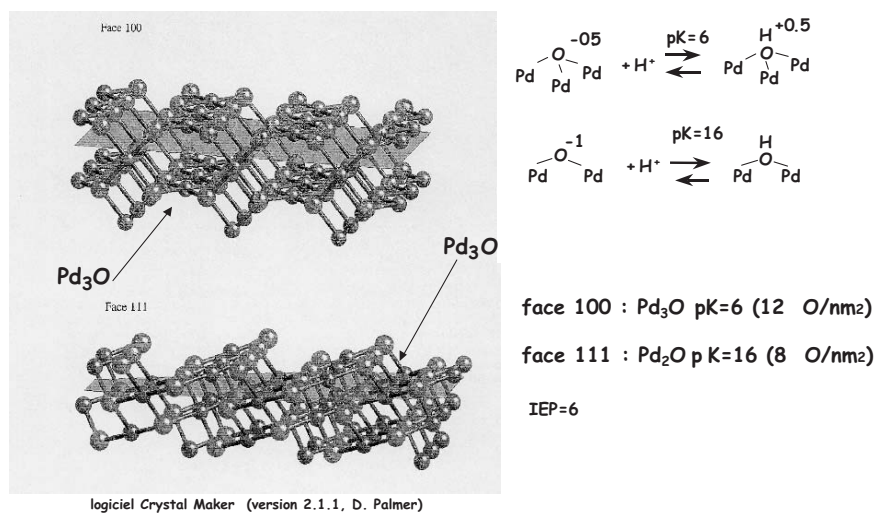 Face 100
Pd₃O
Pd₃O
Face 111
logiciel Crystal Maker (version 2.1.1, D. Palmer)
O-05 + H⁺ pK=6 H+0.5
Pd Pd Pd Pd O Pd Pd
O-1 + H⁺ pK=16 H
Pd Pd Pd O Pd
face 100 : Pd₃O pK=6 (12 O/nm2)
face 111 : Pd₂O p K=16 (8 O/nm2)
IEP=6